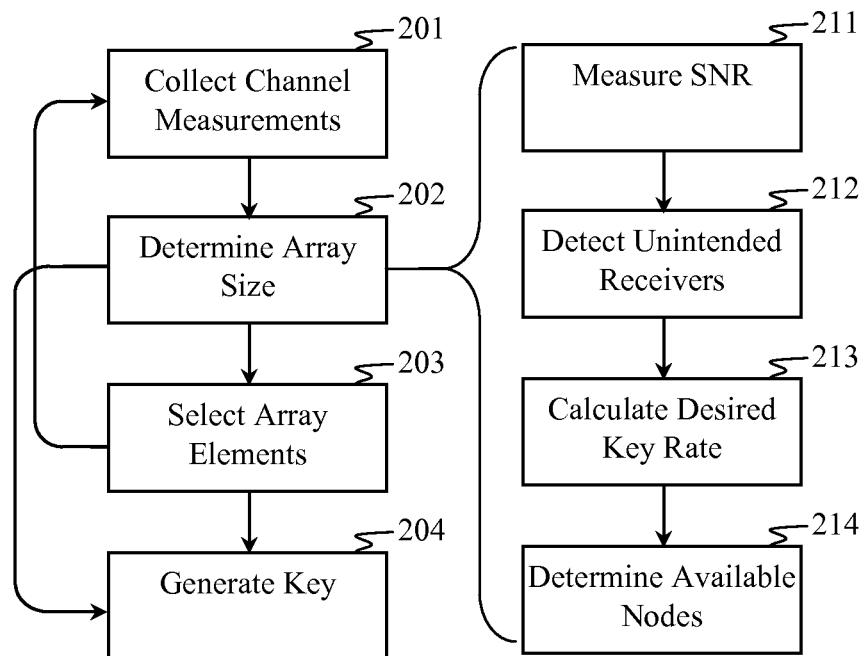 201
Collect Channel
Measurements
202
Determine Array
Size
203
Select Array
Elements
204
Generate Key
211
Measure SNR
212
Detect Unintended
Receivers
213
Calculate Desired
Key Rate
214
Determine Available
Nodes